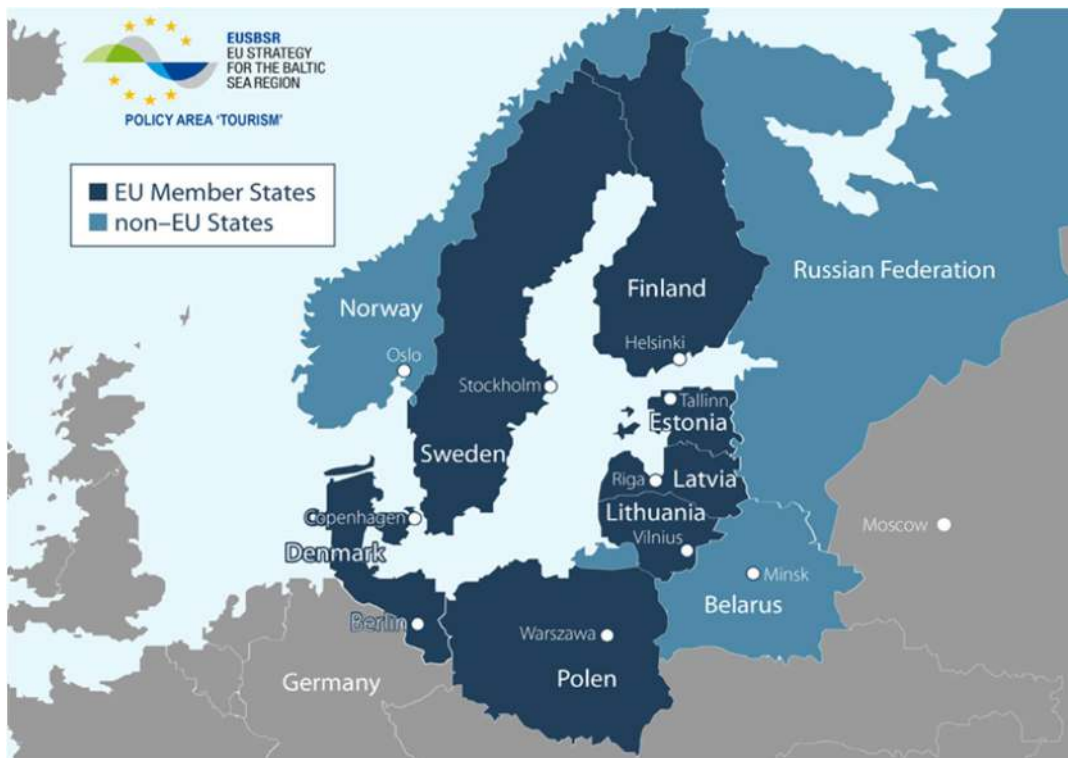 EUSBSR
EU STRATEGY
FOR THE BALTIC
SEA REGION
POLICY AREA 'TOURISM'
EU Member States
non–EU States
Russian Federation
Finland
Norway
Helsinki
Oslo
Stockholm
Tallinn
Estonia
Sweden
Riga
Latvia
Lithuania
Copenhagen
Moscow
Vilnius
Denmark
Minsk
Belarus
Berlin
Warszawa
Germany
Polen